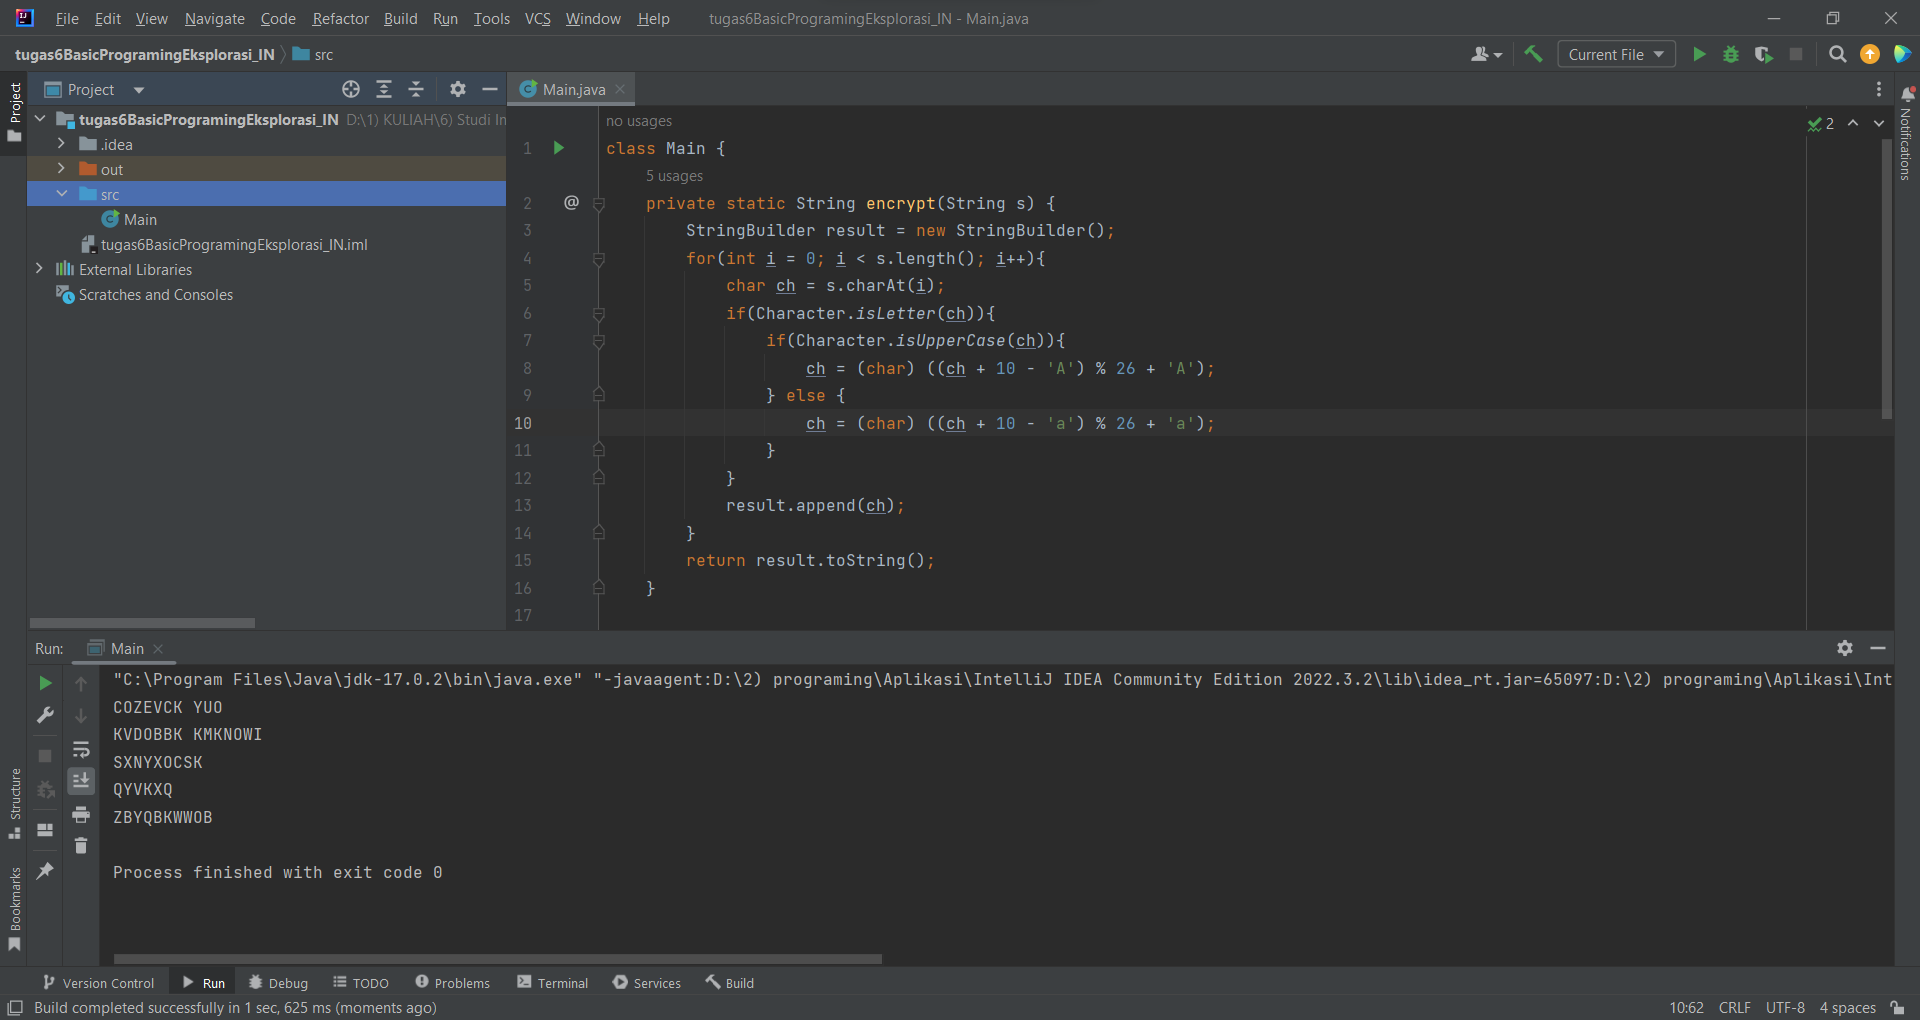 File Edit View Navigate Code Refactor Build Run Tools VCS Window Help tugas6BasicProgramingEksplorasi_IN - Main.java
tugas6BasicProgramingEksplorasi_IN src Current File
Project Main.java
Project
tugas6BasicProgramingEksplorasi_IN D:\1) KULIAH\6) Studi In
.idea
out
src
Main
tugas6BasicProgramingEksplorasi_IN.iml
External Libraries
Scratches and Consoles
Notifications
2
no usages
1 class Main {
5 usages
2 @ private static String encrypt(String s) {
3 StringBuilder result = new StringBuilder();
4 for(int i = 0; i < s.length(); i++){
5 char ch = s.charAt(i);
6 if(Character.isLetter(ch)){
7 if(Character.isUpperCase(ch)){
8 ch = (char) ((ch + 10 - 'A') % 26 + 'A');
9 } else {
10 ch = (char) ((ch + 10 - 'a') % 26 + 'a');
11 }
12 }
13 result.append(ch);
14 }
15 return result.toString();
16 }
17
Run: Main
"C:\Program Files\Java\jdk-17.0.2\bin\java.exe" "-javaagent:D:\2) programing\Aplikasi\IntelliJ IDEA Community Edition 2022.3.2\lib\idea_rt.jar=65097:D:\2) programing\Aplikasi\Int
COZEVCK YUO
KVDOBBK KMKNOWI
SXNYXOCSK
QYVKXQ
ZBYQBKWWOB
Process finished with exit code 0
Structure
Bookmarks
Version Control Run Debug TODO Problems Terminal Services Build
Build completed successfully in 1 sec, 625 ms (moments ago) 10:62 CRLF UTF-8 4 spaces